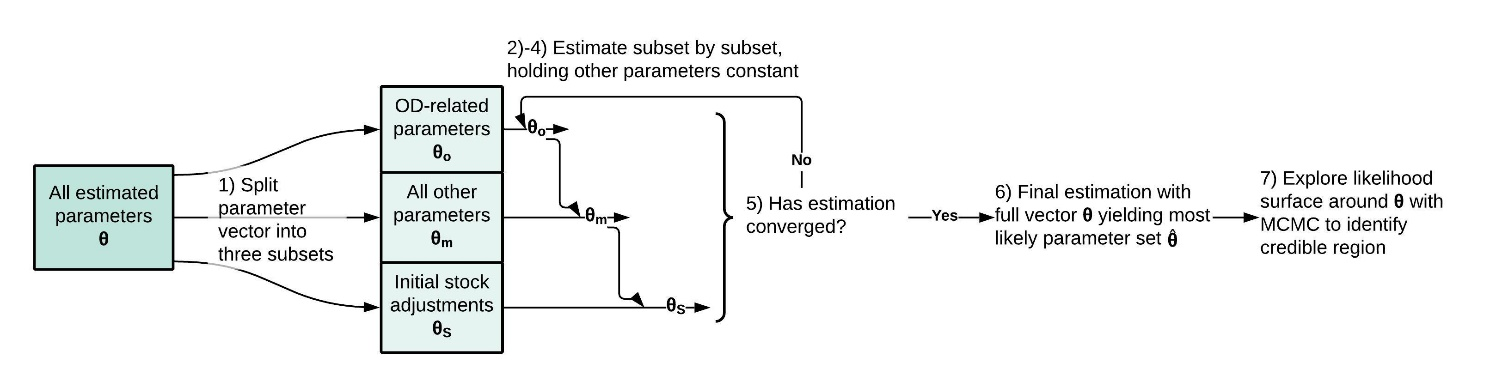 All estimated
parameters
θ
1) Split
parameter
vector into
three subsets
OD-related
parameters
θo
All other
parameters
θm
Initial stock
adjustments
θS
2)-4) Estimate subset by subset,
holding other parameters constant
θo
θm
θS
No
5) Has estimation
converged?
Yes
6) Final estimation with
full vector θ yielding most
likely parameter set θ̂
7) Explore likelihood
surface around θ with
MCMC to identify
credible region